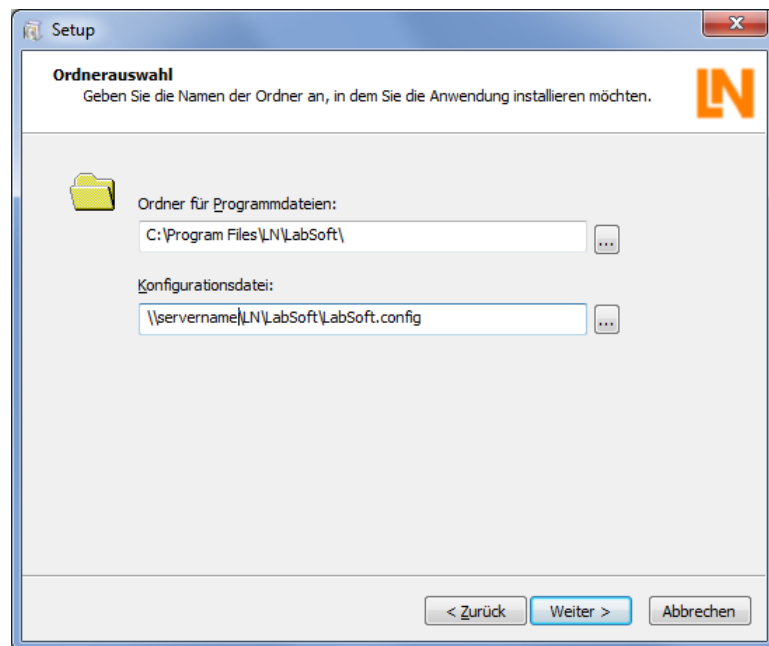 Setup
Ordnerauswahl
Geben Sie die Namen der Ordner an, in dem Sie die Anwendung installieren möchten.
LN
Ordner für Programmdateien:
C:\Program Files\LN\LabSoft\
...
Konfigurationsdatei:
\\servername\LN\LabSoft\LabSoft.config
...
< Zurück
Weiter >
Abbrechen